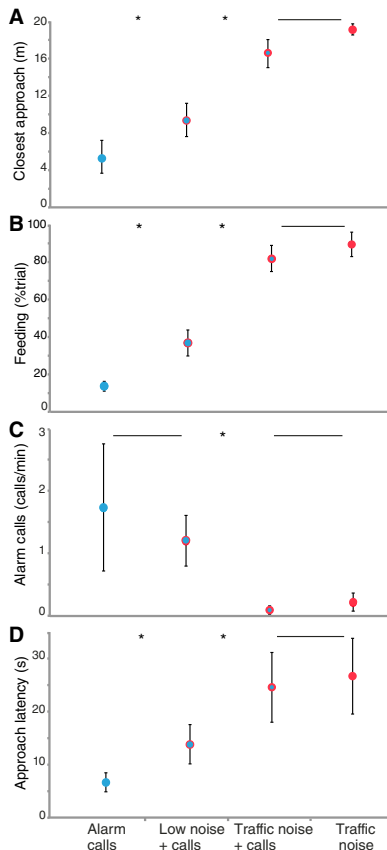 A
20
16
12
8
4
0
Closest approach (m)
* *
B
100
80
60
40
20
0
Feeding (%trial)
* *
C
3
2
1
0
Alarm calls (calls/min)
*
D
30
20
10
0
Approach latency (s)
* *
Alarm calls
Low noise + calls
Traffic noise + calls
Traffic noise